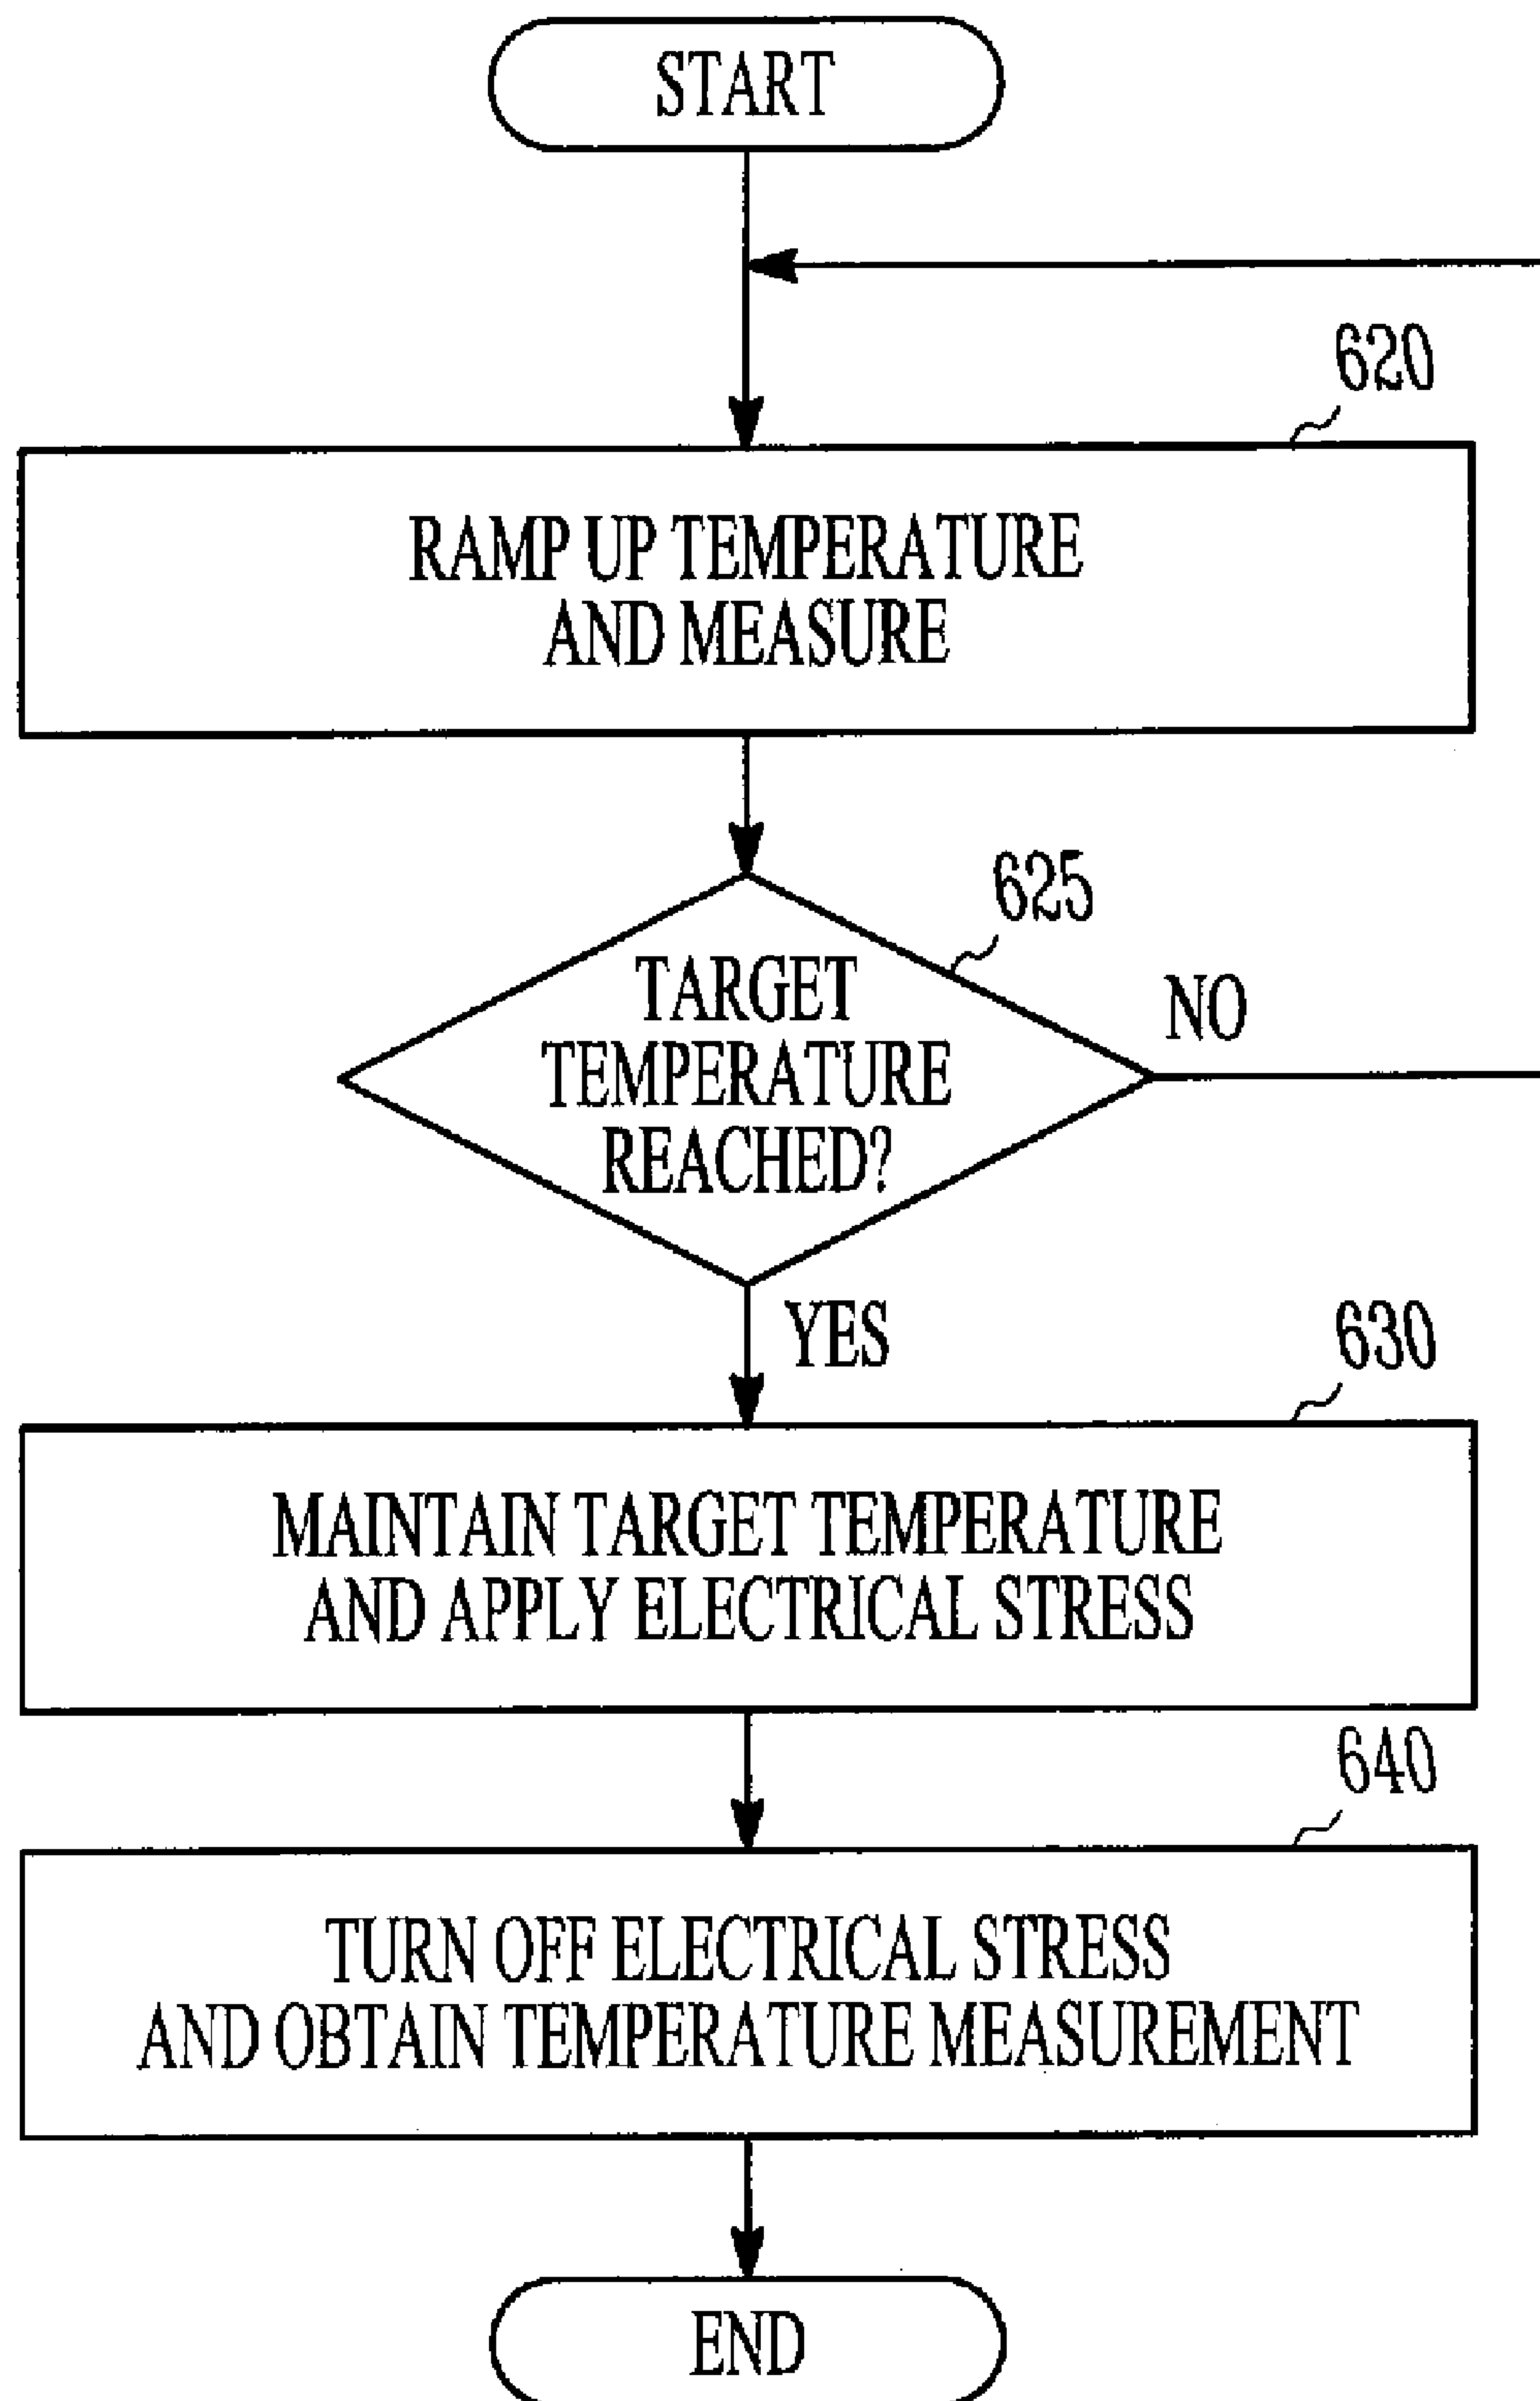 START
620
RAMP UP TEMPERATURE
AND MEASURE
625
TARGET
TEMPERATURE
REACHED?
NO
YES
630
MAINTAIN TARGET TEMPERATURE
AND APPLY ELECTRICAL STRESS
640
TURN OFF ELECTRICAL STRESS
AND OBTAIN TEMPERATURE MEASUREMENT
END